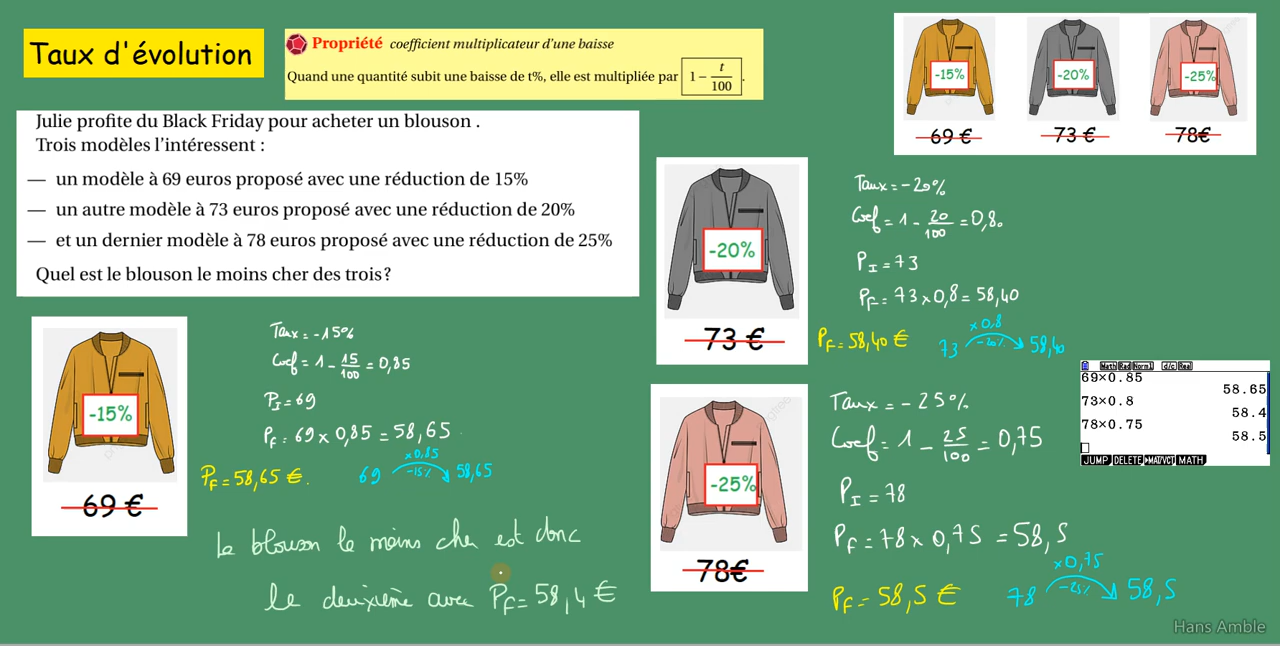 Taux d'évolution
Propriété coefficient multiplicateur d'une baisse
Quand une quantité subit une baisse de t%, elle est multipliée par 1 − t/100.
-15%
-20%
-25%
69 €
73 €
78€
Julie profite du Black Friday pour acheter un blouson .
Trois modèles l'intéressent :
— un modèle à 69 euros proposé avec une réduction de 15%
— un autre modèle à 73 euros proposé avec une réduction de 20%
— et un dernier modèle à 78 euros proposé avec une réduction de 25%
Quel est le blouson le moins cher des trois?
-20%
73 €
Taux = -20%
Coef = 1 - 20/100 = 0,80
PI = 73
PF = 73 x 0,8 = 58,40
PF = 58,40 €
x0,8
73 -20% 58,40
-15%
69 €
Taux = -15%
Coef = 1 - 15/100 = 0,85
PI = 69
PF = 69 x 0,85 = 58,65
PF = 58,65 €.
x0,85
69 -15% 58,65
-25%
78€
Taux = -25%
Coef = 1 - 25/100 = 0,75
PI = 78
PF = 78 x 0,75 = 58,5
PF = 58,5 €
x0,75
78 -25% 58,5
Math Rad Norm1 d/c Real
69×0.85
58.65
73×0.8
58.4
78×0.75
58.5
JUMP DELETE ►MAT/VCT MATH
Le blouson le moins cher est donc
le deuxième avec PF = 58,4 €
Hans Amble